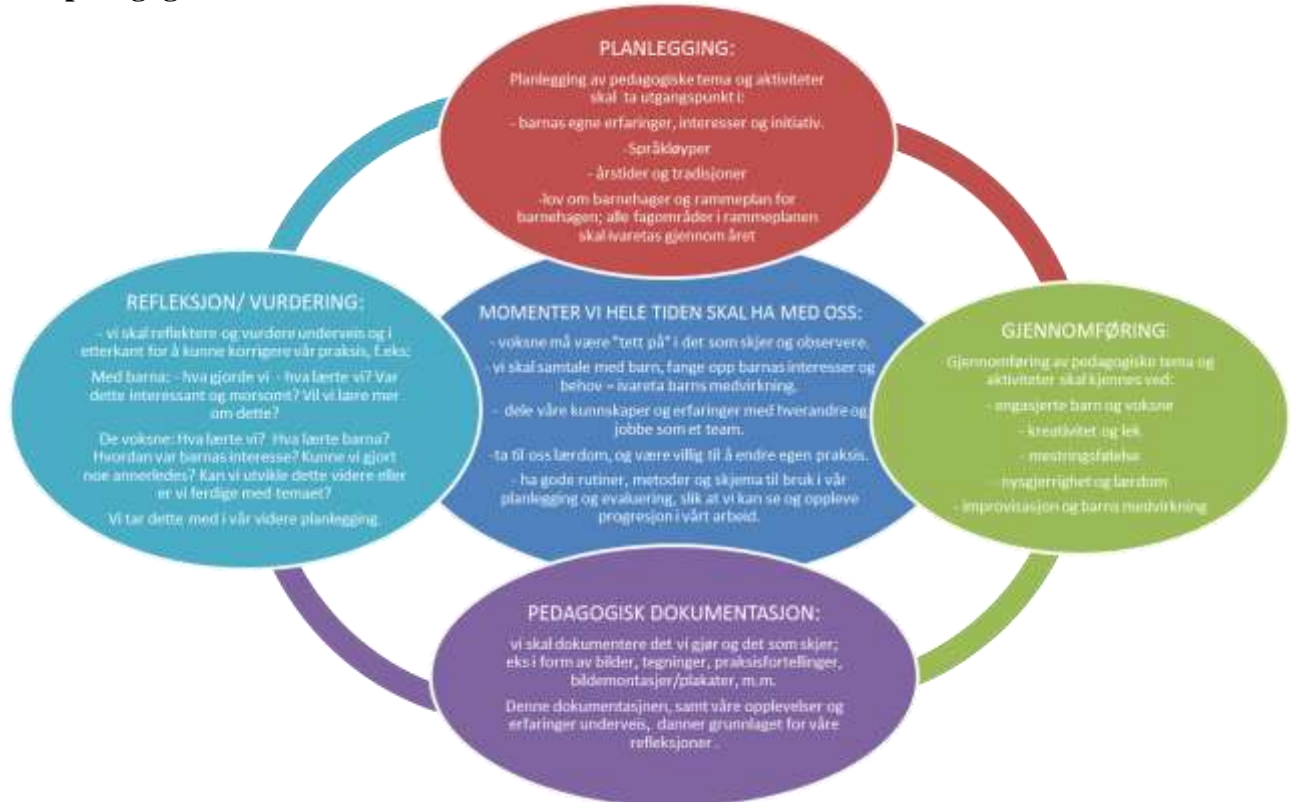 PLANLEGGING:
Planlegging av pedagogiske tema og aktiviteter
skal ta utgangspunkt i:
- barnas egne erfaringer, interesser og initiativ.
-Språkløyper
- årstider og tradisjoner
-lov om barnehager og rammeplan for
barnehagen; alle fagområder i rammeplanen
skal ivaretas gjennom året
REFLEKSJON/ VURDERING:
- vi skal reflektere og vurdere underveis og i
etterkant for å kunne korrigere vår praksis, f.eks:
Med barna: - hva gjorde vi - hva lærte vi? Var
dette interessant og morsomt? Vil vi lære mer
om dette?
De voksne: Hva lærte vi? Hva lærte barna?
Hvordan var barnas interesse? Kunne vi gjort
noe annerledes? Kan vi utvikle dette videre eller
er vi ferdige med temaet?
Vi tar dette med i vår videre planlegging.
MOMENTER VI HELE TIDEN SKAL HA MED OSS:
- voksne må være "tett på" i det som skjer og observere.
- vi skal samtale med barn, fange opp barnas interesser og
behov = ivareta barns medvirkning.
- dele våre kunnskaper og erfaringer med hverandre og
jobbe som et team.
-ta til oss lærdom, og være villig til å endre egen praksis.
- ha gode rutiner, metoder og skjema til bruk i vår
planlegging og evaluering, slik at vi kan se og oppleve
progresjon i vårt arbeid.
GJENNOMFØRING:
Gjennomføring av pedagogiske tema og
aktiviteter skal kjennes ved:
- engasjerte barn og voksne
- kreativitet og lek
- mestringsfølelse
- nysgjerrighet og lærdom
- improvisasjon og barns medvirkning
PEDAGOGISK DOKUMENTASJON:
vi skal dokumentere det vi gjør og det som skjer;
eks i form av bilder, tegninger, praksisfortellinger,
bildemontasjer/plakater, m.m.
Denne dokumentasjnen, samt våre opplevelser og
erfaringer underveis, danner grunnlaget for våre
refleksjoner .